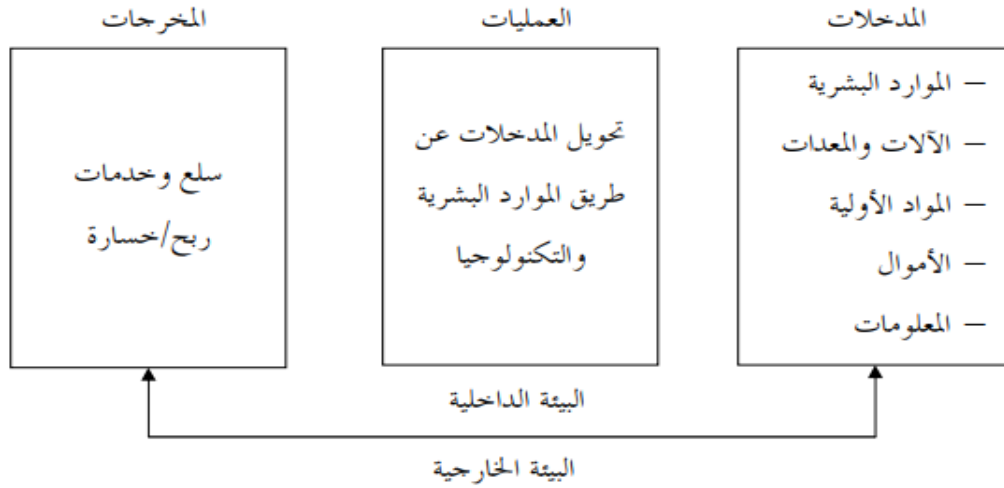 المدخلات
– الموارد البشرية
– الآلات والمعدات
– المواد الأولية
– الأموال
– المعلومات
العمليات
تحويل المدخلات عن
طريق الموارد البشرية
والتكنولوجيا
المخرجات
سلع وخدمات
ربح/خسارة
البيئة الداخلية
البيئة الخارجية